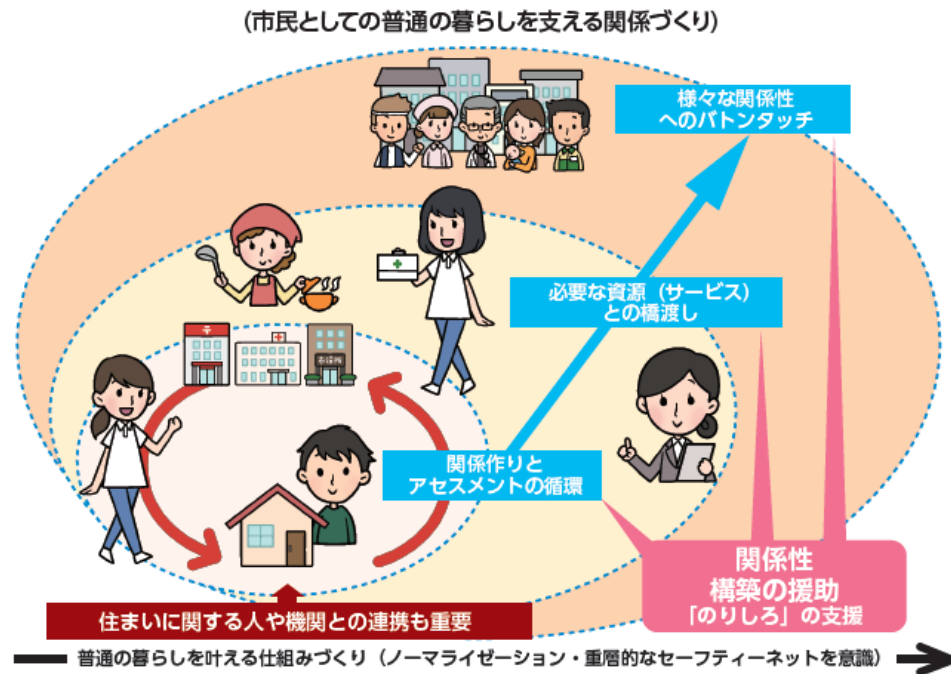 (市民としての普通の暮らしを支える関係づくり)
様々な関係性
へのバトンタッチ
必要な資源（サービス）
との橋渡し
〒
市役所
関係作りと
アセスメントの循環
関係性
構築の援助
「のりしろ」の支援
住まいに関する人や機関との連携も重要
普通の暮らしを叶える仕組みづくり（ノーマライゼーション・重層的なセーフティーネットを意識）